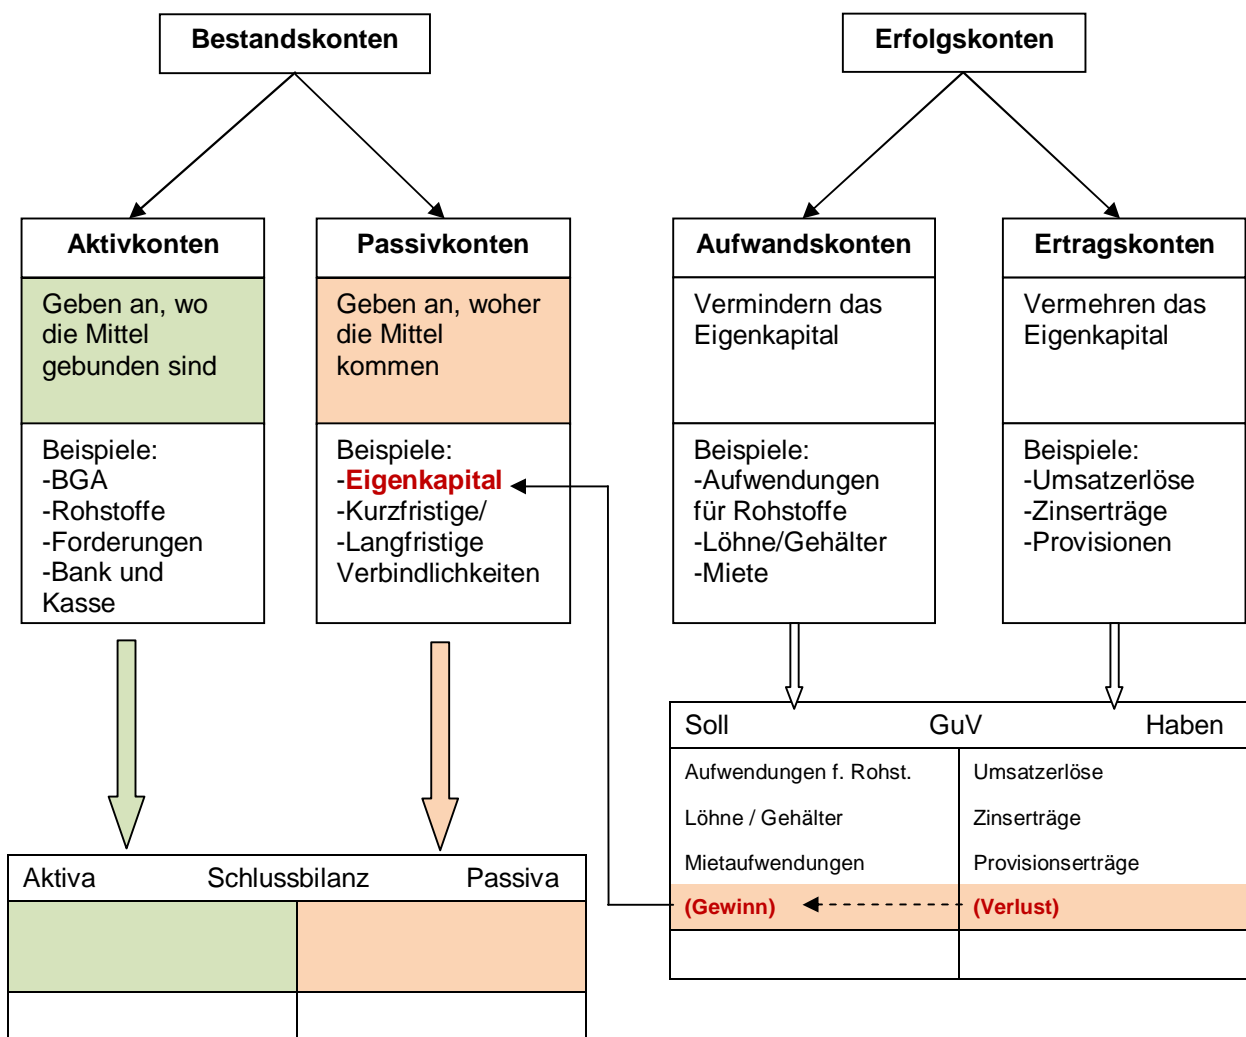 Bestandskonten
Erfolgskonten
Aktivkonten
Geben an, wo
die Mittel
gebunden sind
Beispiele:
-BGA
-Rohstoffe
-Forderungen
-Bank und
Kasse
Passivkonten
Geben an, woher
die Mittel
kommen
Beispiele:
-Eigenkapital
-Kurzfristige/
-Langfristige
Verbindlichkeiten
Aufwandskonten
Vermindern das
Eigenkapital
Beispiele:
-Aufwendungen
für Rohstoffe
-Löhne/Gehälter
-Miete
Ertragskonten
Vermehren das
Eigenkapital
Beispiele:
-Umsatzerlöse
-Zinserträge
-Provisionen
Soll GuV Haben
Aufwendungen f. Rohst. Umsatzerlöse
Löhne / Gehälter Zinserträge
Mietaufwendungen Provisionserträge
(Gewinn) (Verlust)
Aktiva Schlussbilanz Passiva